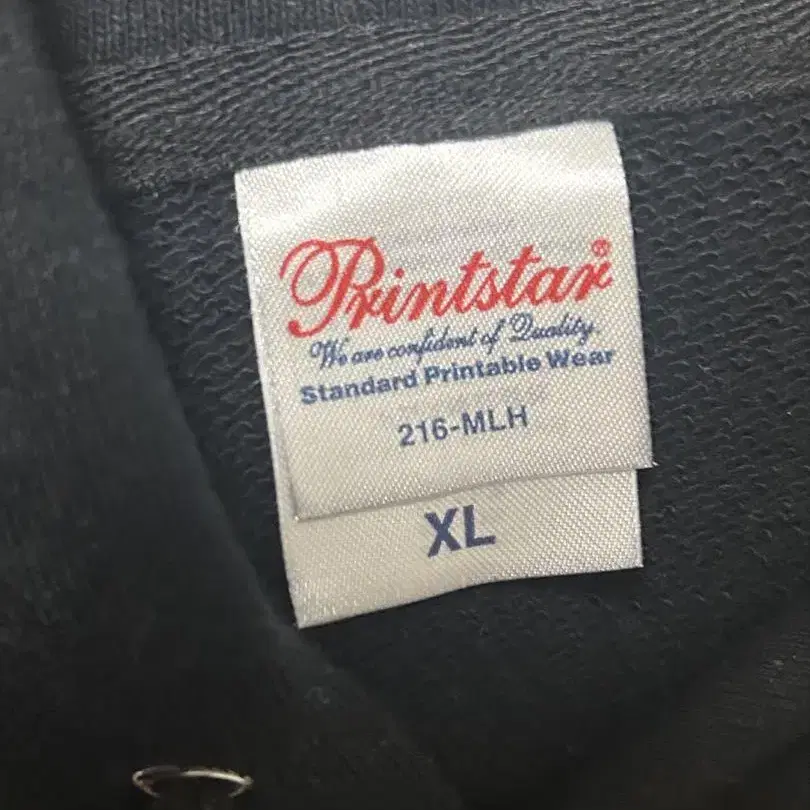 Printstar®
We are confident of Quality.
Standard Printable Wear
216-MLH
XL